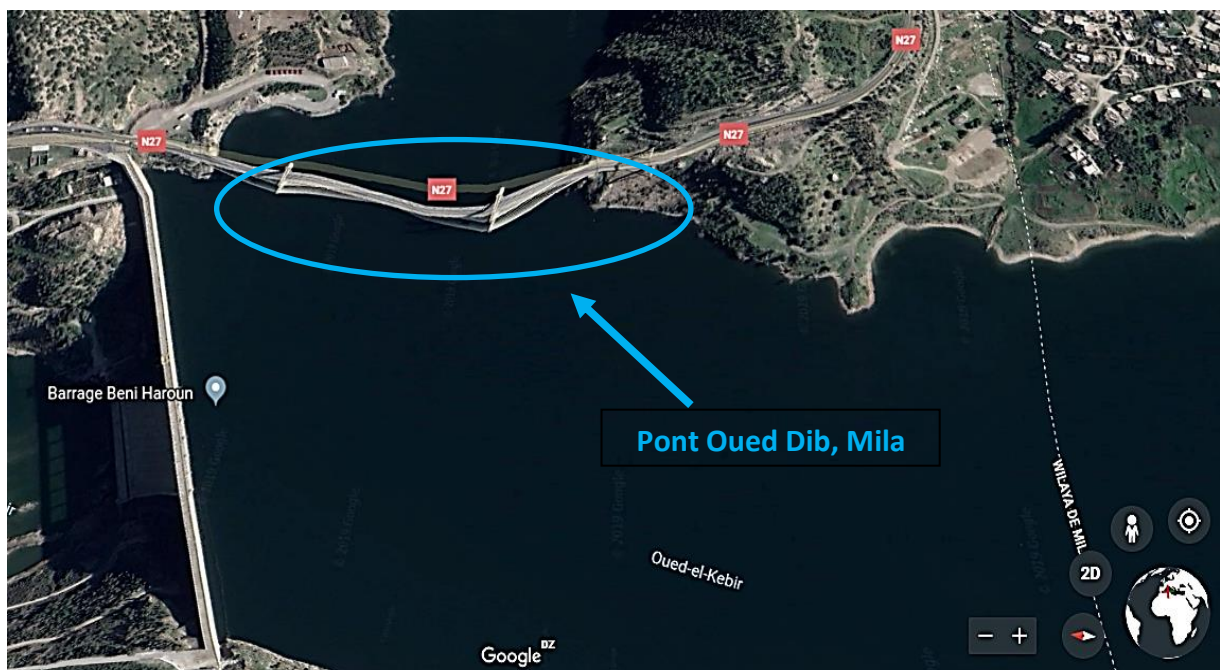 N27
N27
N27
N27
Barrage Beni Haroun
Pont Oued Dib, Mila
WILAYA DE MIL
Oued-el-Kebir
2D
Google DZ